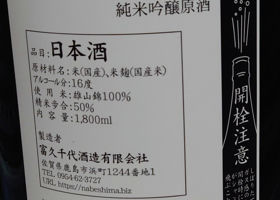 純米吟醸原酒
品目：日本酒
原材料名：米(国産)、米麹(国産米)
アルコール分：16度
使用米：雄山錦100%
精米歩合：50%
内容量：1,800ml
製造者
富久千代酒造有限会社
佐賀県鹿島市浜町1244番地1
TEL 0954-62-3727
URL https://nabeshima.biz
開栓注意